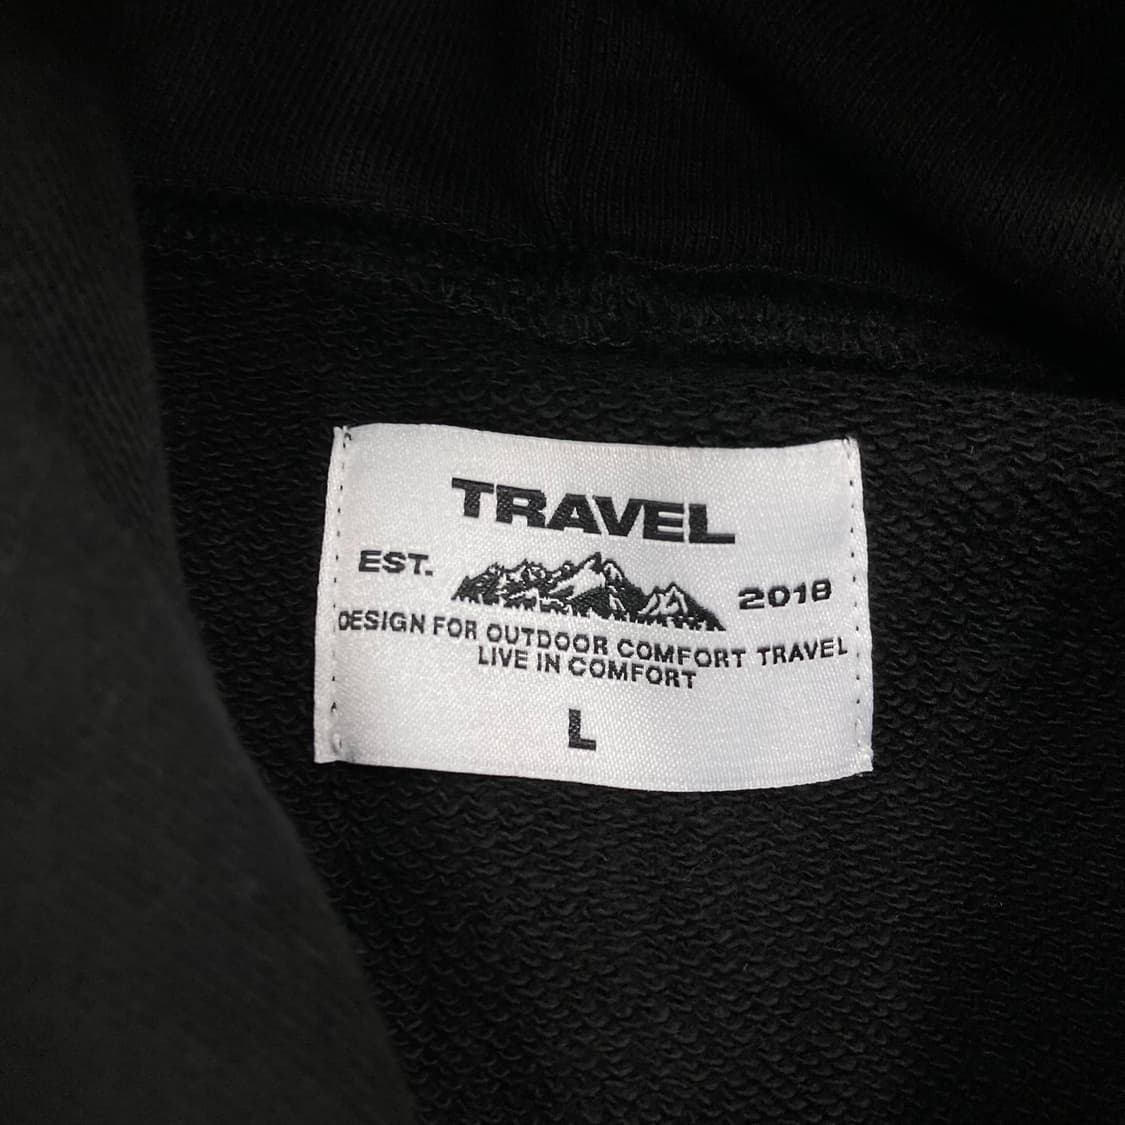 TRAVEL
EST. 2018
DESIGN FOR OUTDOOR COMFORT TRAVEL
LIVE IN COMFORT
L